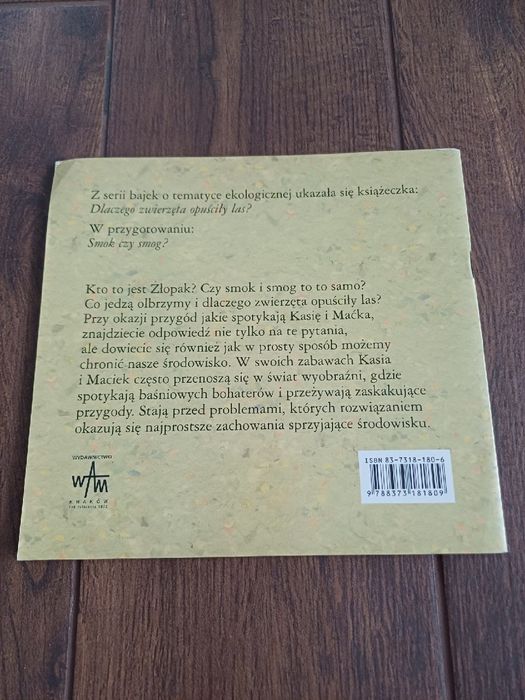 Z serii bajek o tematyce ekologicznej ukazała się książeczka:
Dlaczego zwierzęta opuściły las?
W przygotowaniu:
Smok czy smog?
Kto to jest Złopak? Czy smok i smog to to samo?
Co jedzą olbrzymy i dlaczego zwierzęta opuściły las?
Przy okazji przygód jakie spotykają Kasię i Maćka,
znajdziecie odpowiedź nie tylko na te pytania,
ale dowiecie się również jak w prosty sposób możemy
chronić nasze środowisko. W swoich zabawach Kasia
i Maciek często przenoszą się w świat wyobraźni, gdzie
spotykają baśniowych bohaterów i przeżywają zaskakujące
przygody. Stają przed problemami, których rozwiązaniem
okazują się najprostsze zachowania sprzyjające środowisku.
WYDAWNICTWO
WAM
KRAKÓW
ISBN 83-7318-180-6
9 788373 181809